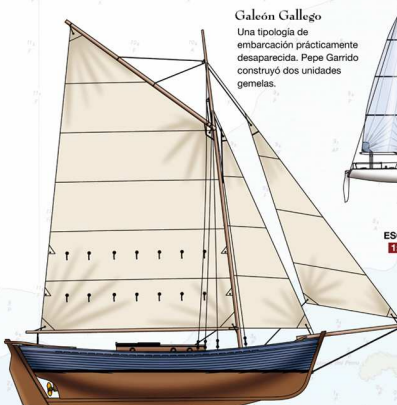 Galeón Gallego
Una tipología de
embarcación prácticamente
desaparecida. Pepe Garrido
construyó dos unidades
gemelas.